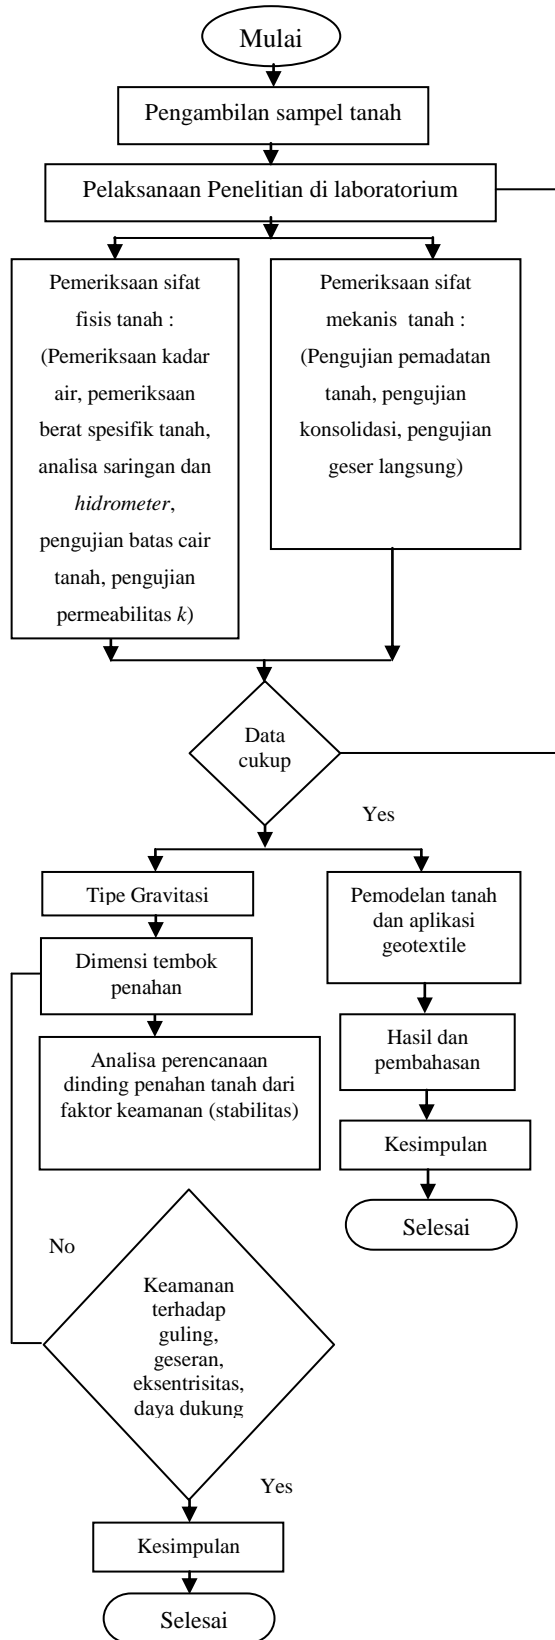 Mulai
Pengambilan sampel tanah
Pelaksanaan Penelitian di laboratorium
Pemeriksaan sifat
fisis tanah :
(Pemeriksaan kadar
air, pemeriksaan
berat spesifik tanah,
analisa saringan dan
hidrometer,
pengujian batas cair
tanah, pengujian
permeabilitas k)
Pemeriksaan sifat
mekanis tanah :
(Pengujian pemadatan
tanah, pengujian
konsolidasi, pengujian
geser langsung)
Data
cukup
Yes
Tipe Gravitasi
Dimensi tembok
penahan
Analisa perencanaan
dinding penahan tanah dari
faktor keamanan (stabilitas)
Pemodelan tanah
dan aplikasi
geotextile
Hasil dan
pembahasan
Kesimpulan
Selesai
No
Keamanan
terhadap
guling,
geseran,
eksentrisitas,
daya dukung
Yes
Kesimpulan
Selesai